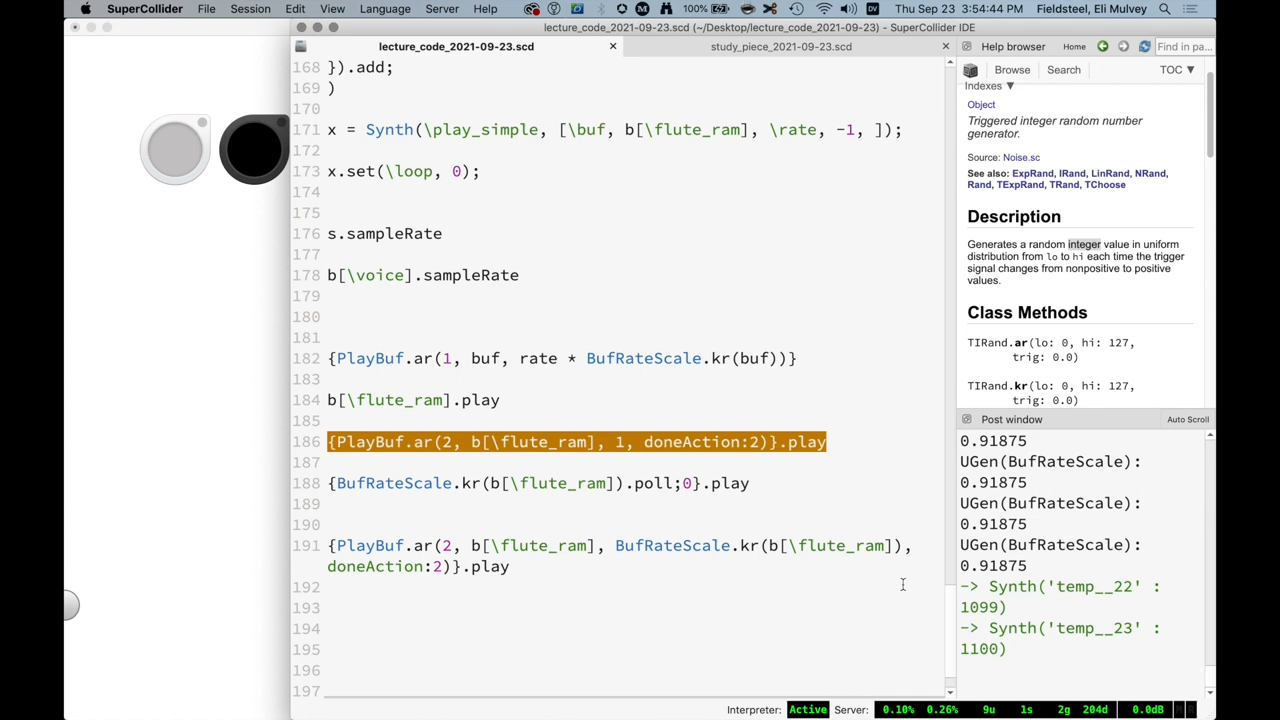 SuperCollider File Session Edit View Language Server Help 100% DV Thu Sep 23 3:54:44 PM Fieldsteel, Eli Mulvey
lecture_code_2021-09-23.scd (~/Desktop/lecture_code_2021-09-23.scd) - SuperCollider IDE
lecture_code_2021-09-23.scd study_piece_2021-09-23.scd
168 }).add;
169 )
170
171 x = Synth(\play_simple, [\buf, b[\flute_ram], \rate, -1, ]);
172
173 x.set(\loop, 0);
174
175
176 s.sampleRate
177
178 b[\voice].sampleRate
179
180
181
182 {PlayBuf.ar(1, buf, rate * BufRateScale.kr(buf))}
183
184 b[\flute_ram].play
185
186 {PlayBuf.ar(2, b[\flute_ram], 1, doneAction:2)}.play
187
188 {BufRateScale.kr(b[\flute_ram]).poll;0}.play
189
190
191 {PlayBuf.ar(2, b[\flute_ram], BufRateScale.kr(b[\flute_ram]),
doneAction:2)}.play
192
193
194
195
196
197
Help browser Home Find in pa...
Browse Search TOC ▼
Indexes ▼
Object
Triggered integer random number
generator.
Source: Noise.sc
See also: ExpRand, IRand, LinRand, NRand,
Rand, TExpRand, TRand, TChoose
Description
Generates a random integer value in uniform
distribution from lo to hi each time the trigger
signal changes from nonpositive to positive
values.
Class Methods
TIRand.ar(lo: 0, hi: 127,
trig: 0.0)
TIRand.kr(lo: 0, hi: 127,
trig: 0.0)
Post window Auto Scroll
0.91875
UGen(BufRateScale):
0.91875
UGen(BufRateScale):
0.91875
UGen(BufRateScale):
0.91875
-> Synth('temp__22' :
1099)
-> Synth('temp__23' :
1100)
Interpreter: Active Server: 0.10% 0.26% 9u 1s 2g 204d 0.0dB M R